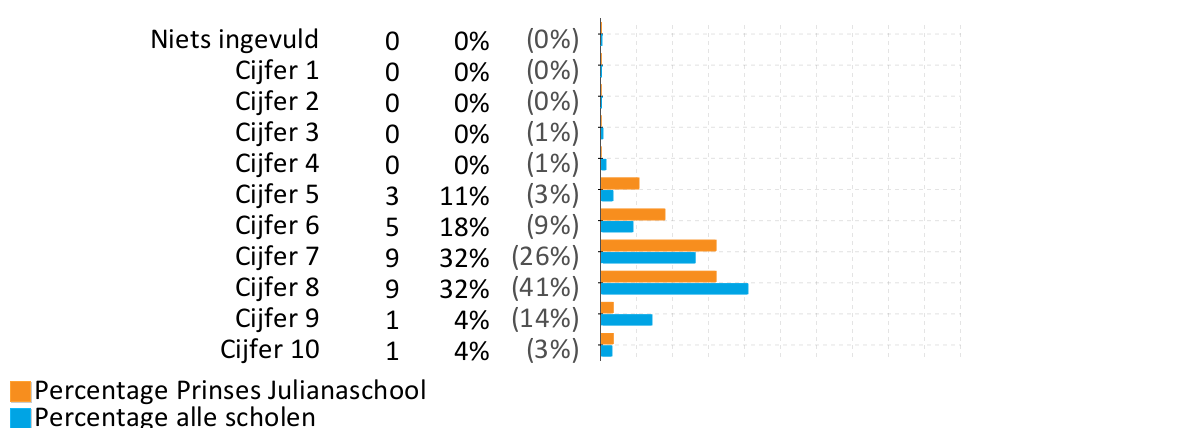 Niets ingevuld 0 0% (0%)
Cijfer 1 0 0% (0%)
Cijfer 2 0 0% (0%)
Cijfer 3 0 0% (1%)
Cijfer 4 0 0% (1%)
Cijfer 5 3 11% (3%)
Cijfer 6 5 18% (9%)
Cijfer 7 9 32% (26%)
Cijfer 8 9 32% (41%)
Cijfer 9 1 4% (14%)
Cijfer 10 1 4% (3%)
Percentage Prinses Julianaschool
Percentage alle scholen